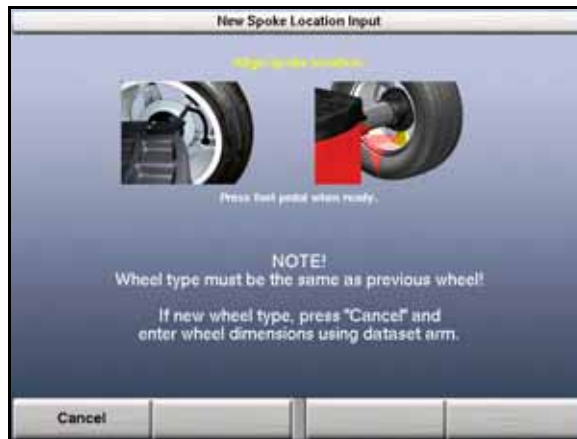 New Spoke Location Input
Align spoke location.
Press foot pedal when ready.
NOTE!
Wheel type must be the same as previous wheel!
If new wheel type, press "Cancel" and
enter wheel dimensions using dataset arm.
Cancel